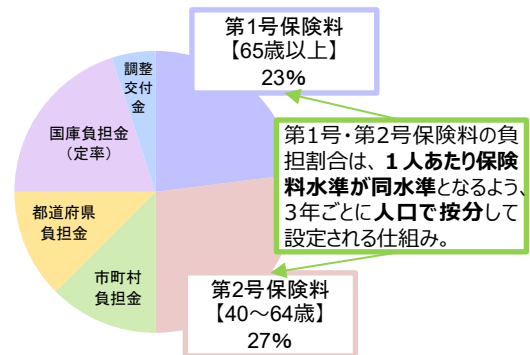 第1号保険料
【65歳以上】
23%
調整
交付
金
国庫負担金
（定率）
第1号・第2号保険料の負
担割合は、１人あたり保険
料水準が同水準となるよう、
3年ごとに人口で按分して
設定される仕組み。
都道府県
負担金
市町村
負担金
第2号保険料
【40～64歳】
27%